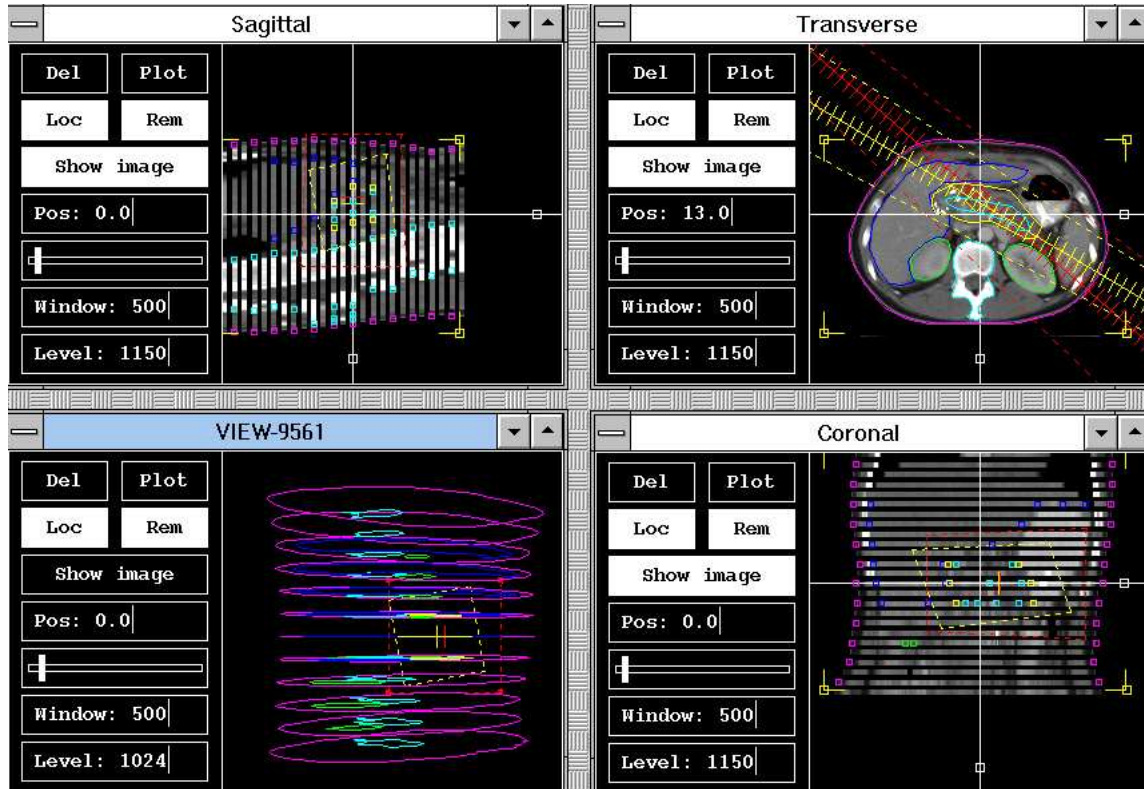 Sagittal
Del Plot
Loc Rem
Show image
Pos: 0.0
Window: 500
Level: 1150
Transverse
Del Plot
Loc Rem
Show image
Pos: 13.0
Window: 500
Level: 1150
VIEW-9561
Del Plot
Loc Rem
Show image
Pos: 0.0
Window: 500
Level: 1024
Coronal
Del Plot
Loc Rem
Show image
Pos: 0.0
Window: 500
Level: 1150